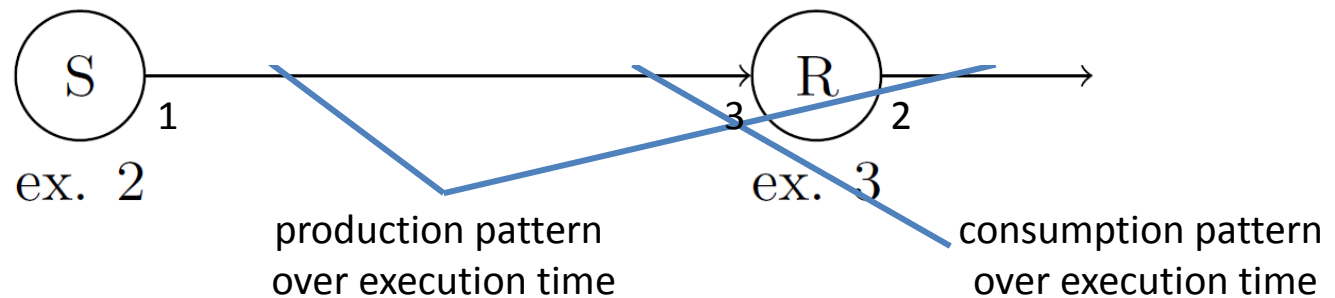 S
R
1
3
2
ex. 2
ex. 3
production pattern
over execution time
consumption pattern
over execution time